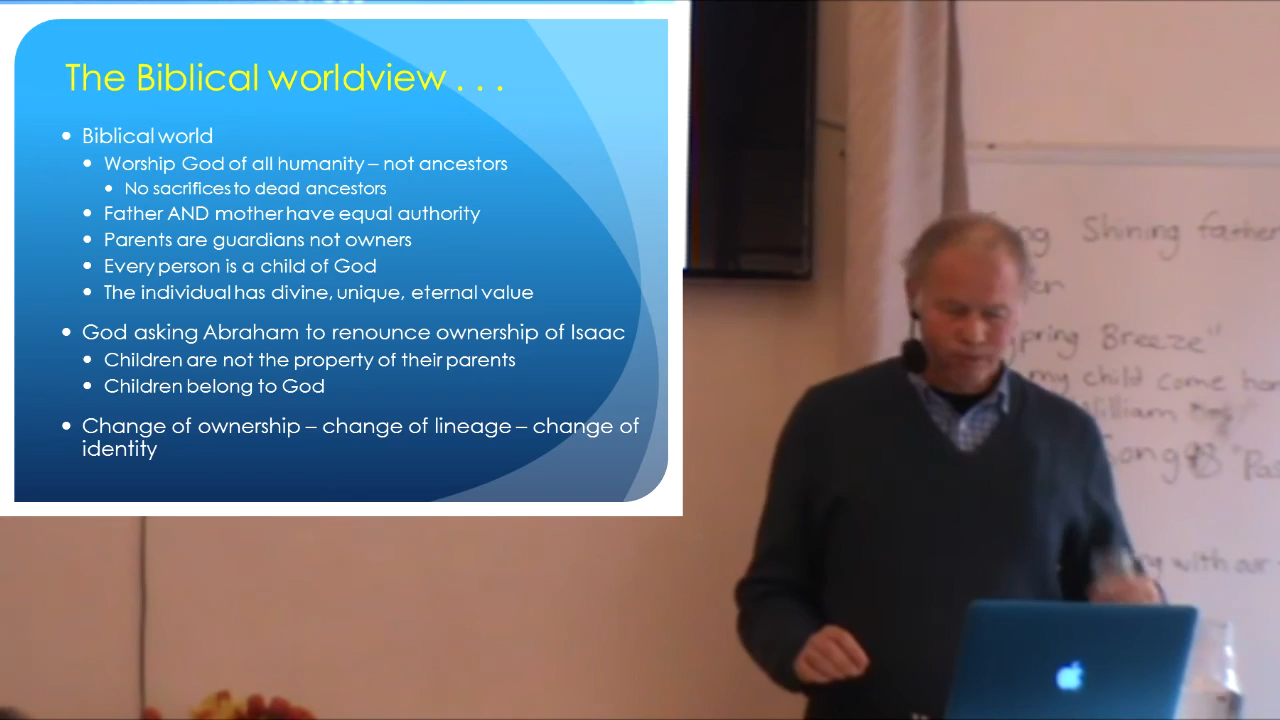 The Biblical worldview . . .
• Biblical world
• Worship God of all humanity – not ancestors
• No sacrifices to dead ancestors
• Father AND mother have equal authority
• Parents are guardians not owners
• Every person is a child of God
• The individual has divine, unique, eternal value
• God asking Abraham to renounce ownership of Isaac
• Children are not the property of their parents
• Children belong to God
• Change of ownership – change of lineage – change of
identity
Shining father
Breeze"
my child come
William
Song
with our